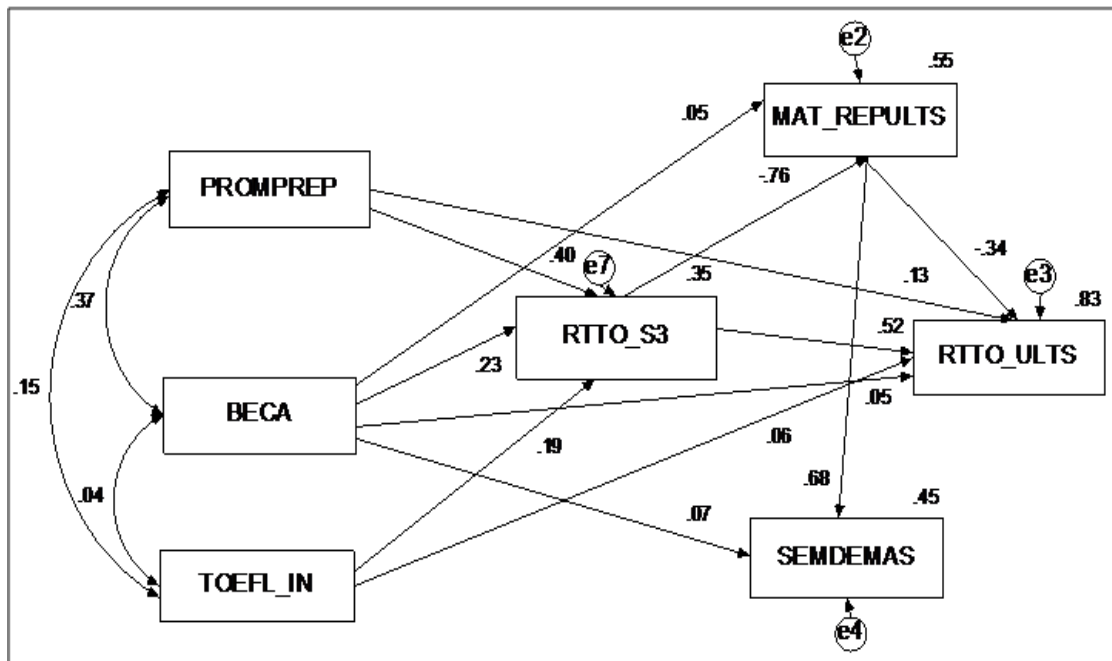 e2
.55
MAT_REPULTS
.05
-.76
PROMPREP
.40
e7
.35
-.34
.13
e3
.83
.37
RTTO_S3
.52
RTTO_ULTS
.23
.15
BECA
.05
.06
.19
.04
.68
.45
.07
SEMDEMAS
TOEFL_IN
e4